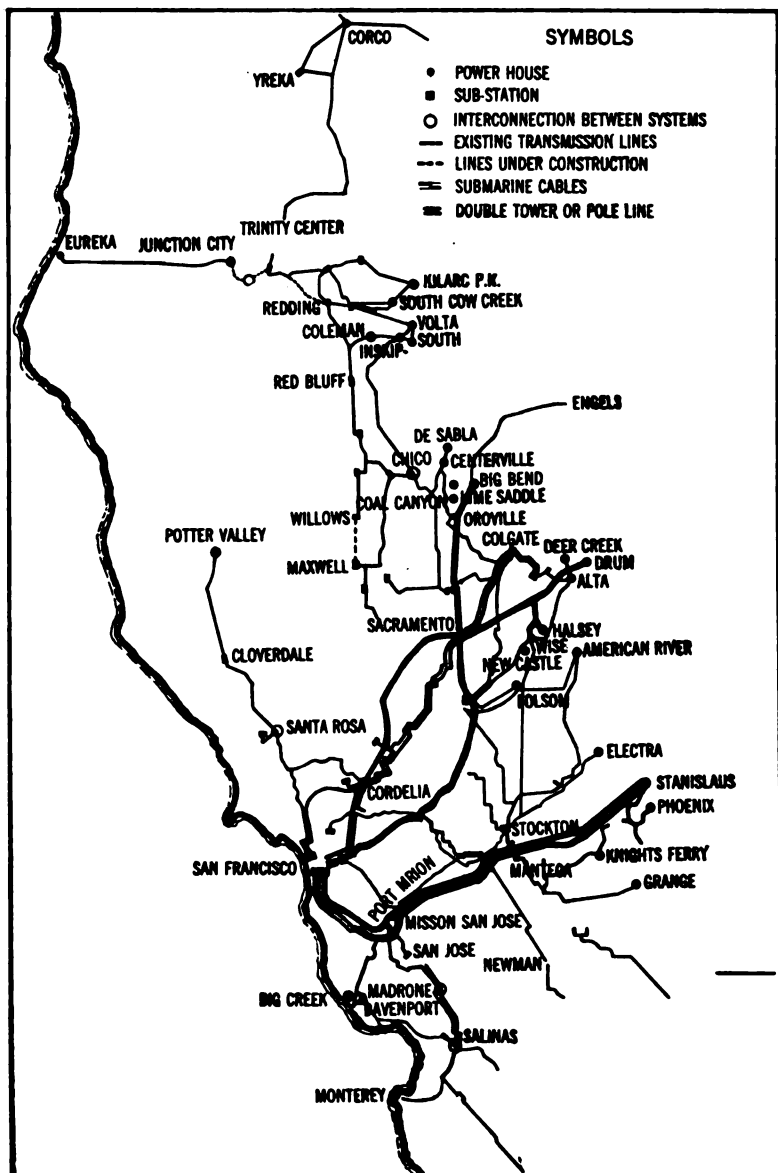 SYMBOLS
POWER HOUSE
SUB-STATION
INTERCONNECTION BETWEEN SYSTEMS
EXISTING TRANSMISSION LINES
LINES UNDER CONSTRUCTION
SUBMARINE CABLES
DOUBLE TOWER OR POLE LINE
CORCO
YREKA
TRINITY CENTER
EUREKA
JUNCTION CITY
KILARC P.K.
REDDING
SOUTH COW CREEK
VOLTA
COLEMAN
SOUTH
INSKIP
RED BLUFF
ENGELS
DE SABLA
CHICO
CENTERVILLE
BIG BEND
COAL CANYON
LIME SADDLE
WILLOWS
OROVILLE
POTTER VALLEY
COLGATE
DEER CREEK
DRUM
MAXWELL
ALTA
SACRAMENTO
HALSEY
WISE
AMERICAN RIVER
CLOVERDALE
NEW CASTLE
FOLSOM
SANTA ROSA
ELECTRA
STANISLAUS
CORDELIA
PHOENIX
STOCKTON
SAN FRANCISCO
MANTECA
KNIGHTS FERRY
GRANGE
PORT MRION
MISSON SAN JOSE
SAN JOSE
NEWMAN
BIG CREEK
MADRONE
DAVENPORT
SALINAS
MONTEREY